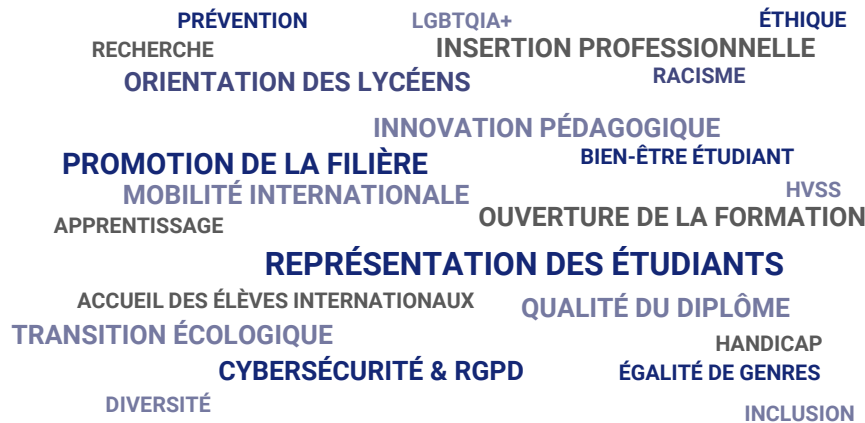 PRÉVENTION
LGBTQIA+
ÉTHIQUE
RECHERCHE
INSERTION PROFESSIONNELLE
ORIENTATION DES LYCÉENS
RACISME
INNOVATION PÉDAGOGIQUE
PROMOTION DE LA FILIÈRE
BIEN-ÊTRE ÉTUDIANT
MOBILITÉ INTERNATIONALE
HVSS
APPRENTISSAGE
OUVERTURE DE LA FORMATION
REPRÉSENTATION DES ÉTUDIANTS
ACCUEIL DES ÉLÈVES INTERNATIONAUX
QUALITÉ DU DIPLÔME
TRANSITION ÉCOLOGIQUE
HANDICAP
CYBERSÉCURITÉ & RGPD
ÉGALITÉ DE GENRES
DIVERSITÉ
INCLUSION